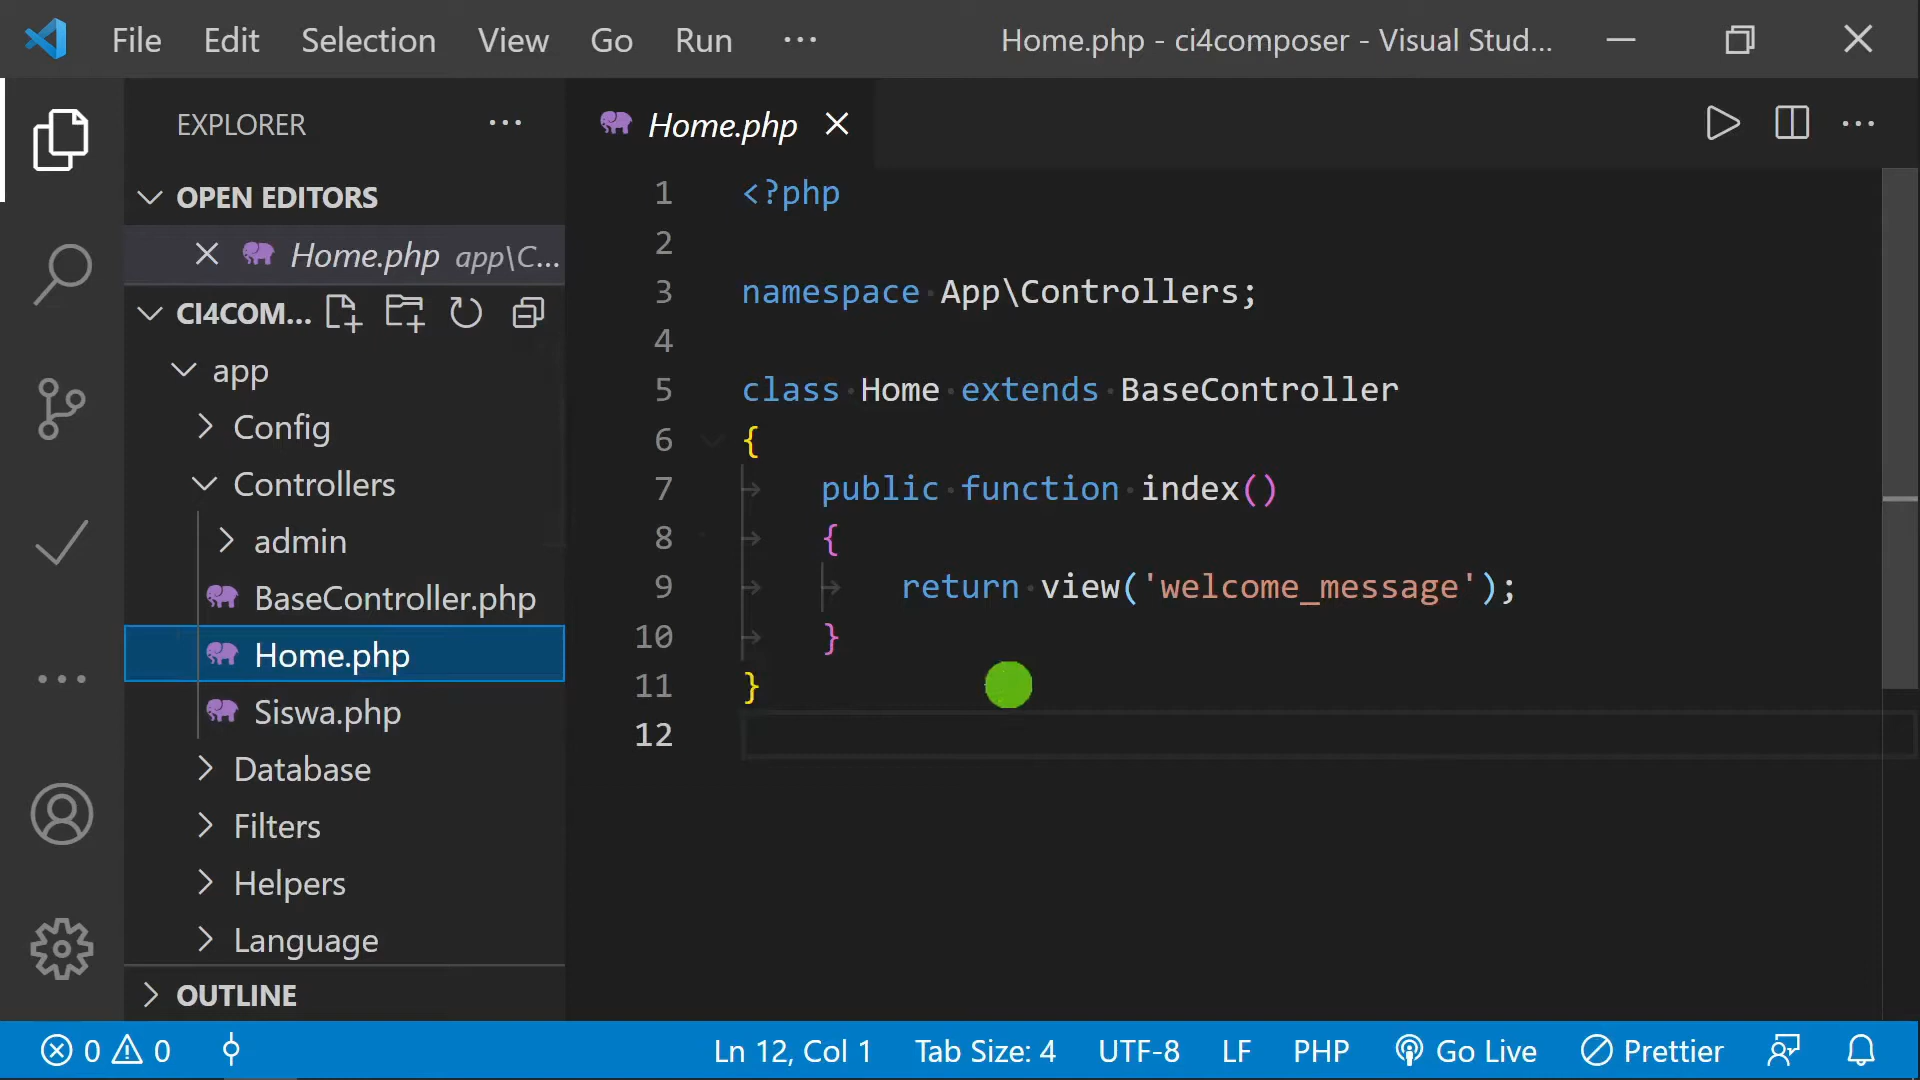 File Edit Selection View Go Run ··· Home.php - ci4composer - Visual Stud...
EXPLORER ···
OPEN EDITORS
Home.php app\C...
CI4COM...
app
Config
Controllers
admin
BaseController.php
Home.php
Siswa.php
Database
Filters
Helpers
Language
OUTLINE
Home.php
1 <?php
2
3 namespace App\Controllers;
4
5 class Home extends BaseController
6 {
7 public function index()
8 {
9 return view('welcome_message');
10 }
11 }
12
0 0 Ln 12, Col 1 Tab Size: 4 UTF-8 LF PHP Go Live Prettier